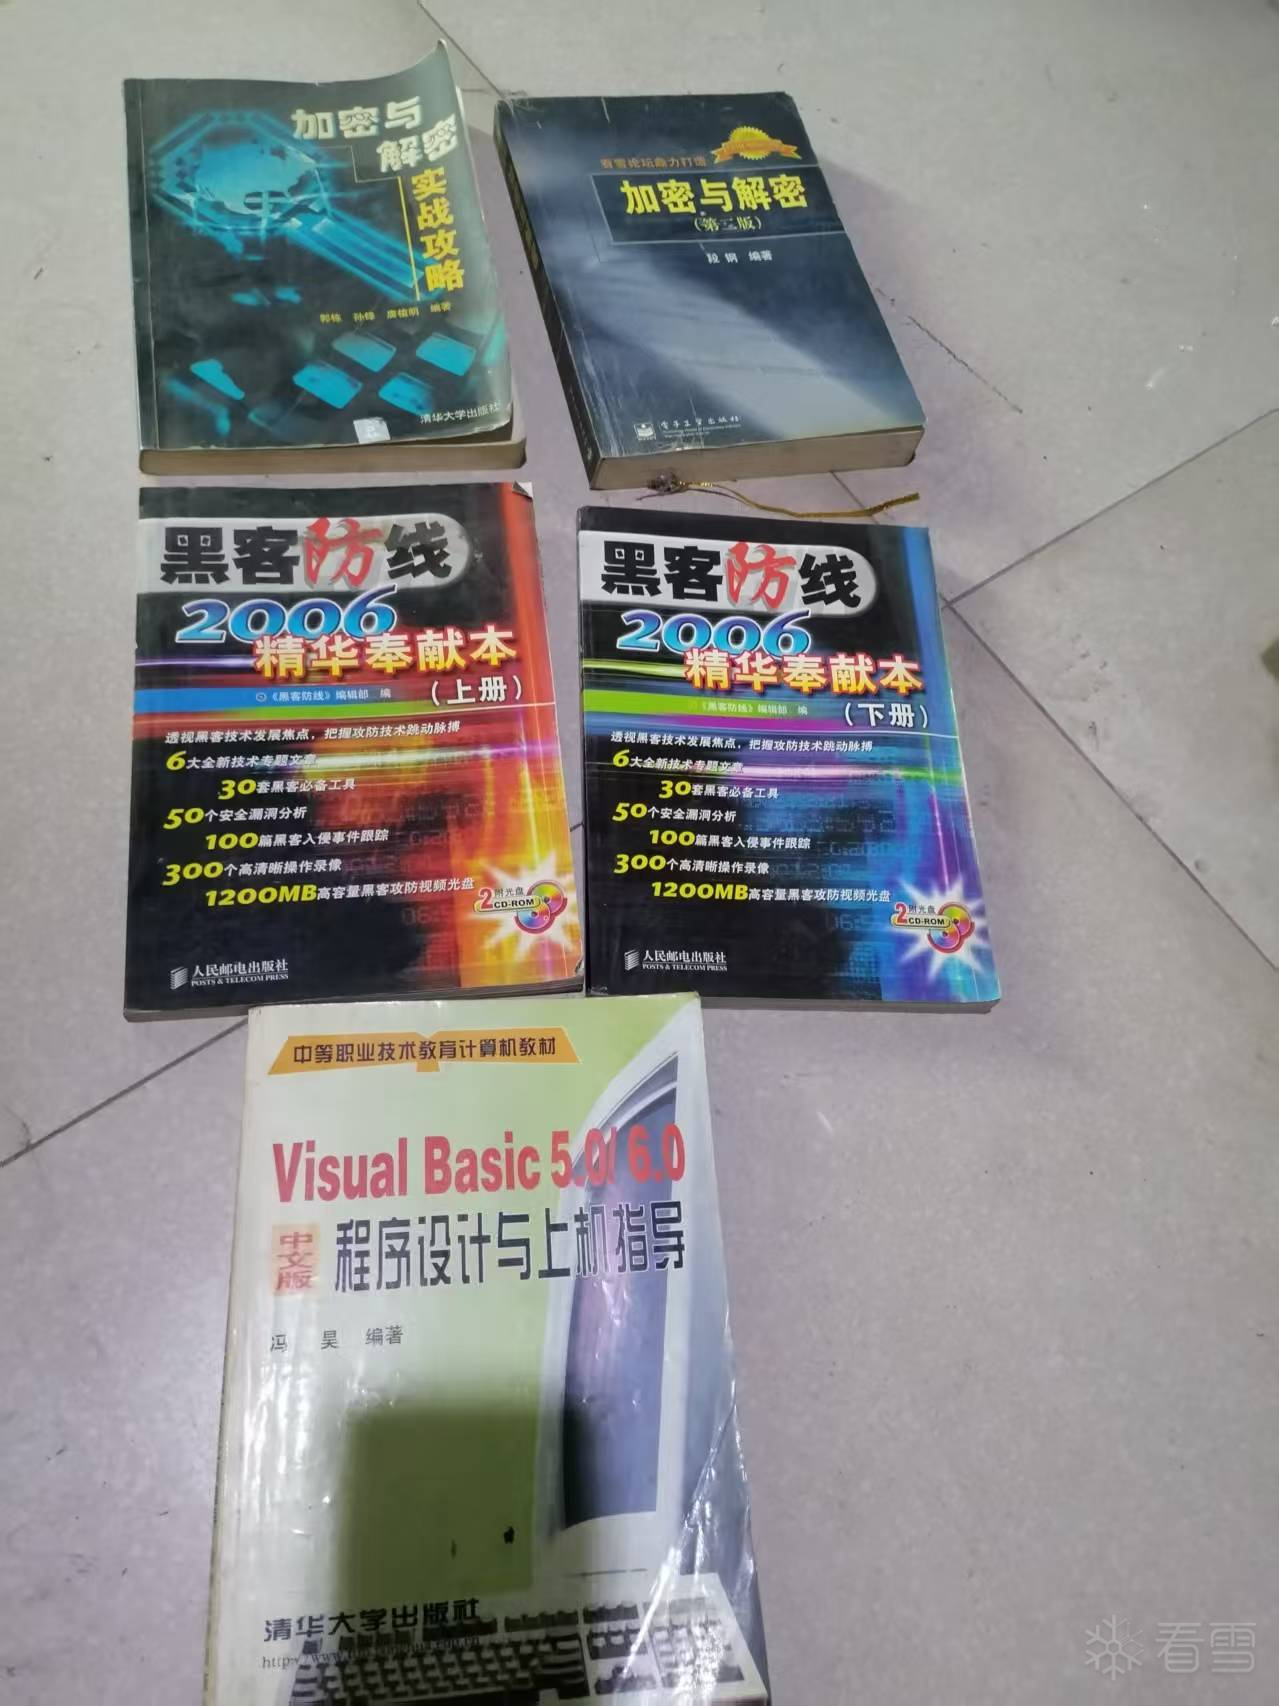 加密与
解密
实战攻略
郭栋 孙锋 唐植明 编著
清华大学出版社
看雪论坛鼎力打造
加密与解密
(第二版)
段 钢 编著
电子工业出版社
黑客防线
2006
精华奉献本
(上册)
《黑客防线》编辑部 编
透视黑客技术发展焦点，把握攻防技术跳动脉搏
6大全新技术专题文章
30套黑客必备工具
50个安全漏洞分析
100篇黑客入侵事件跟踪
300个高清晰操作录像
1200MB高容量黑客攻防视频光盘
2附光盘
CD-ROM
人民邮电出版社
POSTS & TELECOM PRESS
黑客防线
2006
精华奉献本
(下册)
《黑客防线》编辑部 编
透视黑客技术发展焦点，把握攻防技术跳动脉搏
6大全新技术专题文章
30套黑客必备工具
50个安全漏洞分析
100篇黑客入侵事件跟踪
300个高清晰操作录像
1200MB高容量黑客攻防视频光盘
2附光盘
CD-ROM
人民邮电出版社
POSTS & TELECOM PRESS
中等职业技术教育计算机教材
Visual Basic 5.0/ 6.0
中文版
程序设计与上机指导
冯 昊 编著
清华大学出版社
看雪